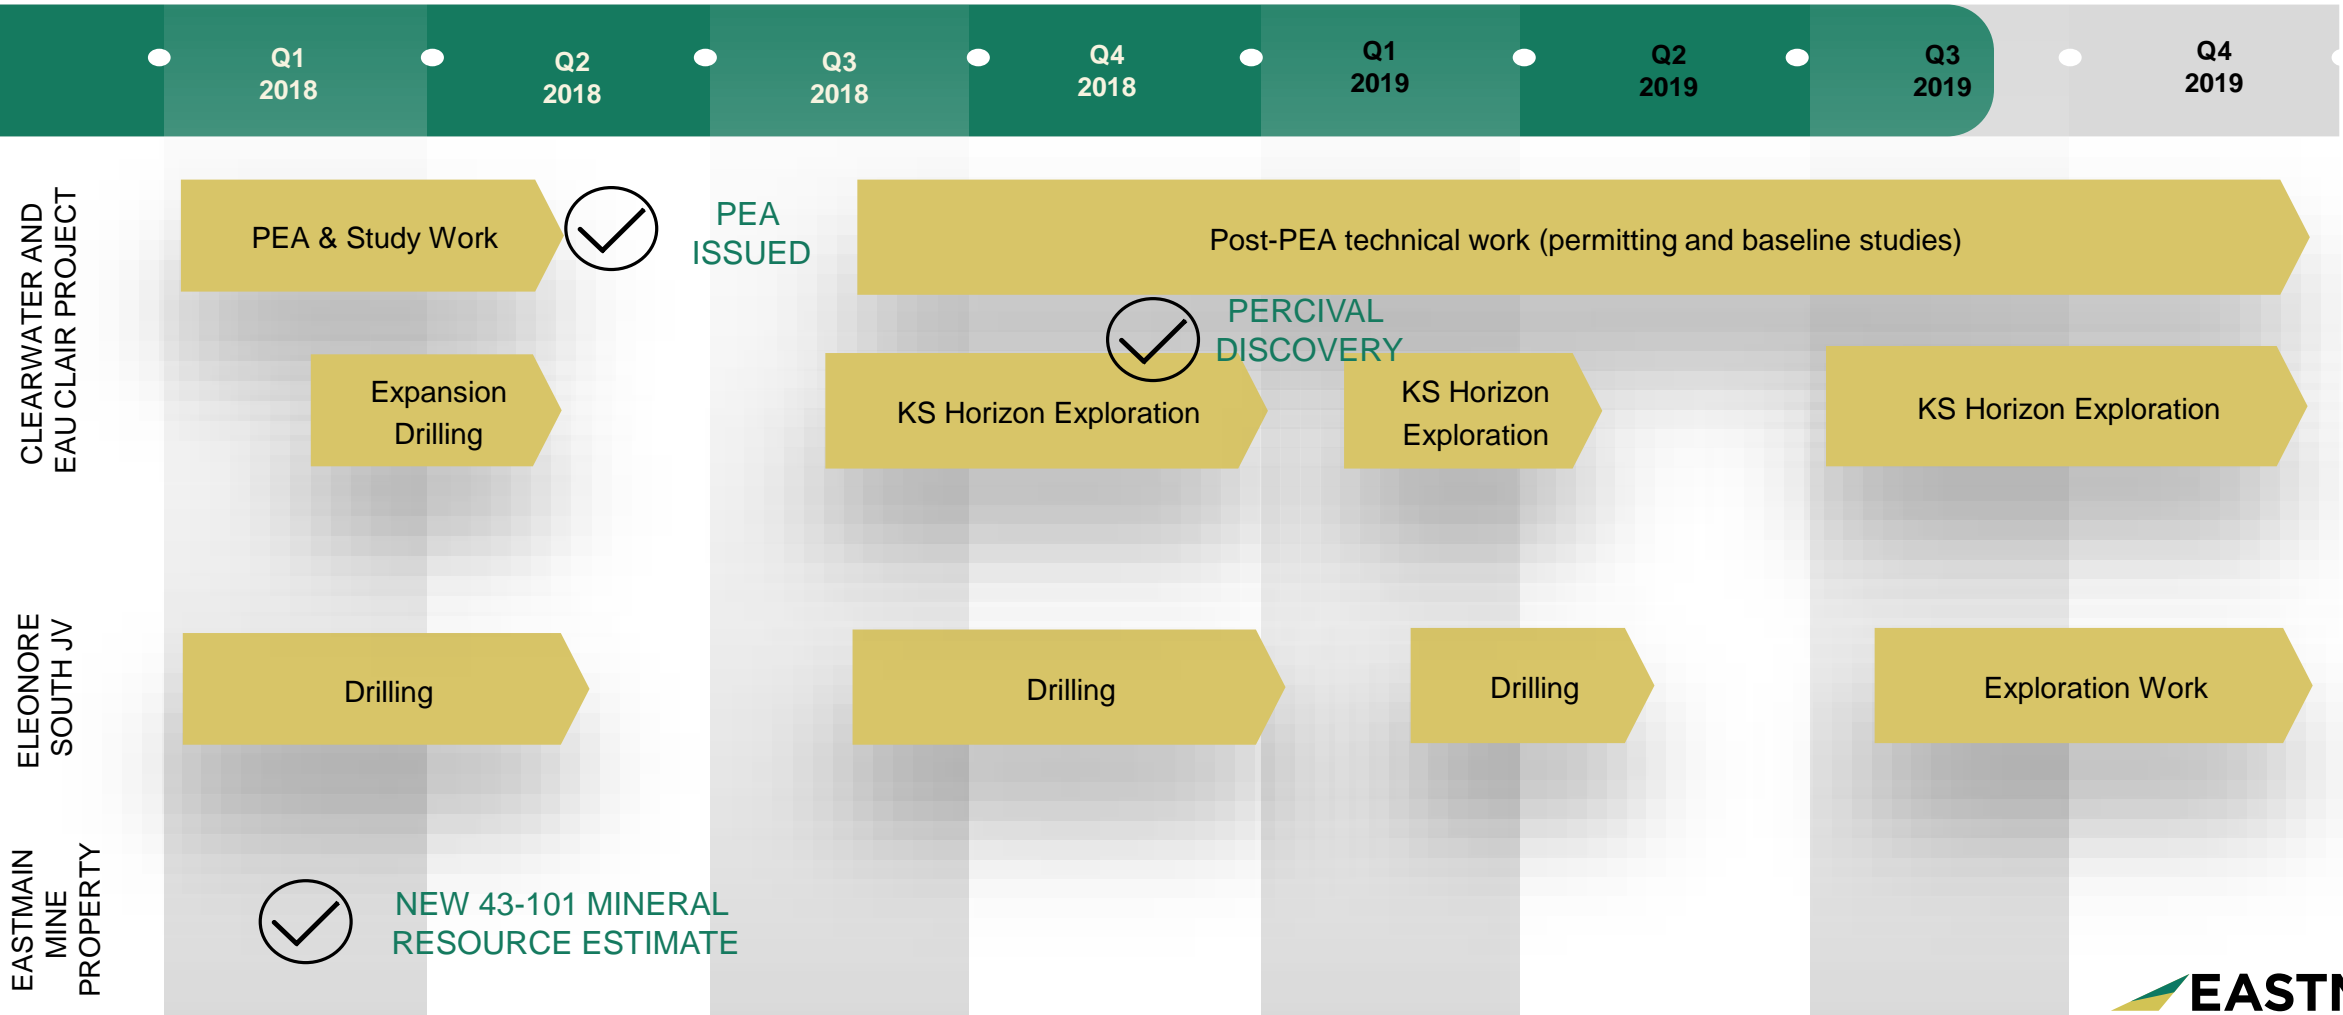 Q1
2018
Q2
2018
Q3
2018
Q4
2018
Q1
2019
Q2
2019
Q3
2019
Q4
2019
CLEARWATER AND
EAU CLAIR PROJECT
PEA & Study Work
PEA
ISSUED
Post-PEA technical work (permitting and baseline studies)
PERCIVAL
DISCOVERY
Expansion
Drilling
KS Horizon Exploration
KS Horizon
Exploration
KS Horizon Exploration
ELEONORE
SOUTH JV
Drilling
Drilling
Drilling
Exploration Work
EASTMAIN
MINE
PROPERTY
NEW 43-101 MINERAL
RESOURCE ESTIMATE